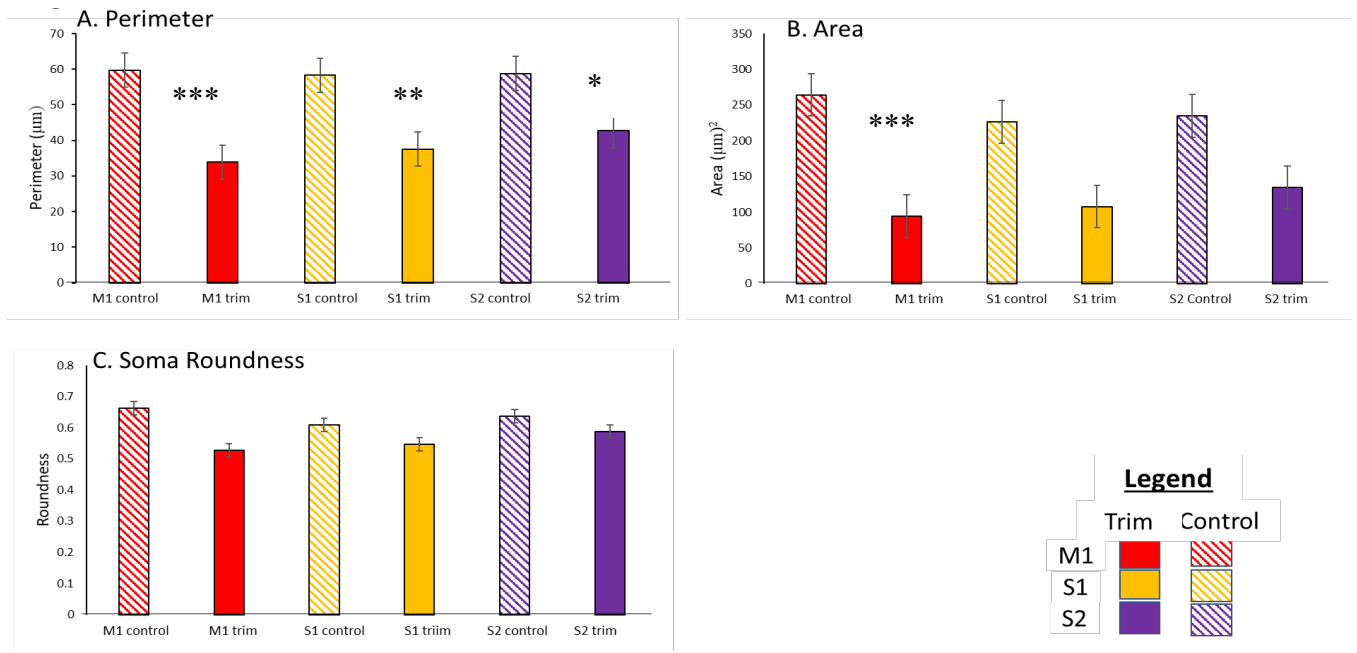 A. Perimeter
70
60
50
40
30
20
10
0
Perimeter (µm)
***
**
*
M1 control M1 trim S1 control S1 trim S2 control S2 trim
B. Area
350
300
250
200
150
100
50
0
Area (µm)²
***
M1 control M1 trim S1 control S1 trim S2 Control S2 trim
C. Soma Roundness
0.8
0.7
0.6
0.5
0.4
0.3
0.2
0.1
0
Roundness
M1 control M1 trim S1 control S1 triim S2 control S2 trim
Legend
Trim Control
M1
S1
S2